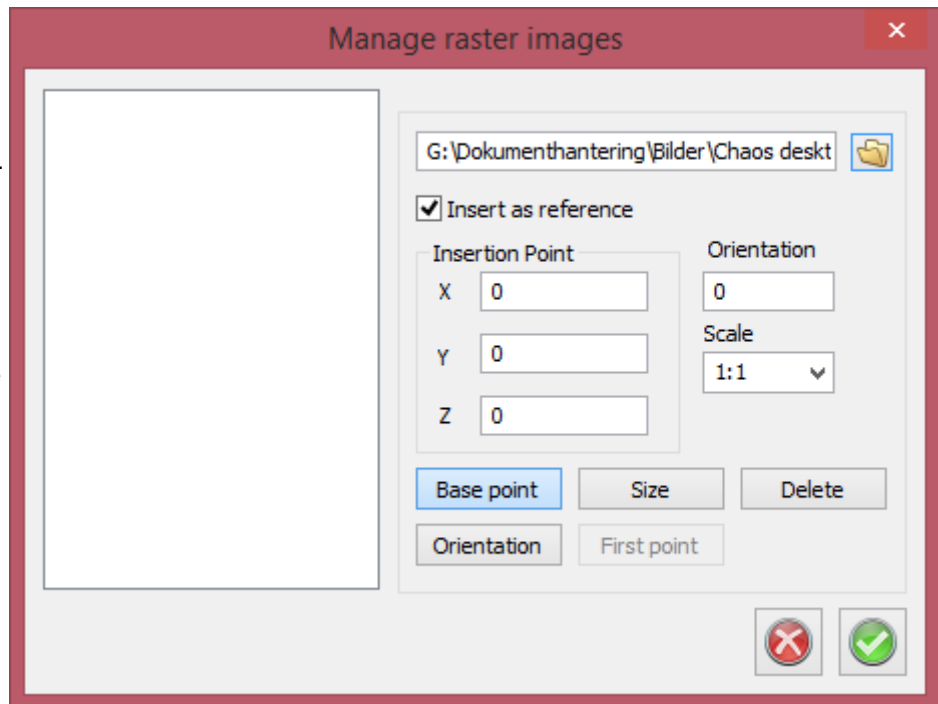 Manage raster images
G:\Dokumenthantering\Bilder\Chaos deskt
Insert as reference
Insertion Point
Orientation
X 0
0
Scale
Y 0
1:1
Z 0
Base point Size Delete
Orientation First point